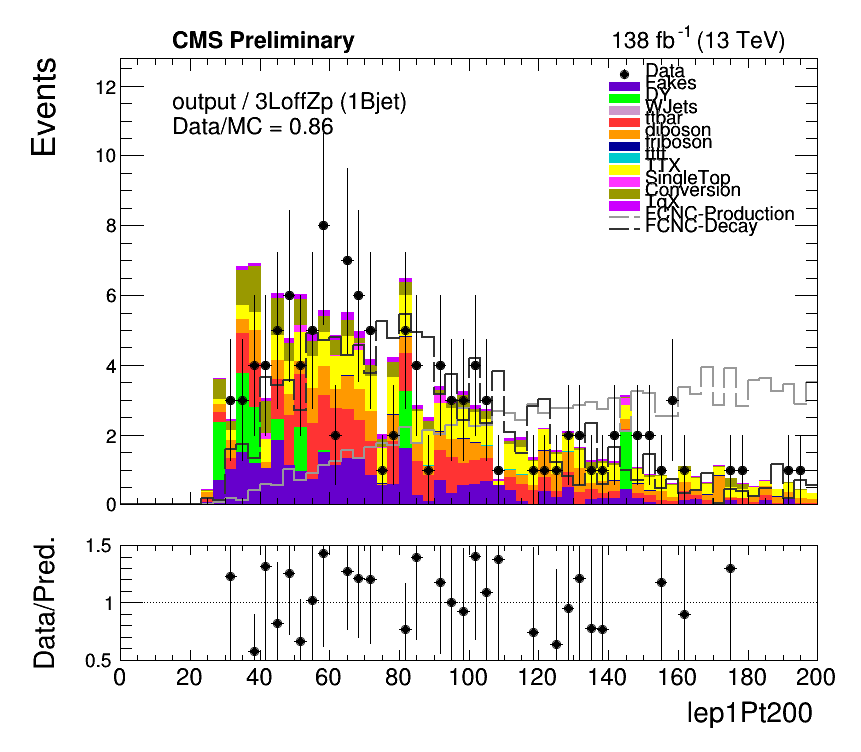 CMS Preliminary
138 fb⁻¹ (13 TeV)
Events
12
10
8
6
4
2
0
output / 3LoffZp (1Bjet)
Data/MC = 0.86
Data
Fakes
DY
WJets
ttbar
diboson
triboson
tttt
TTX
SingleTop
Conversion
TqX
FCNC-Production
FCNC-Decay
Data/Pred.
1.5
1
0.5
0 20 40 60 80 100 120 140 160 180 200
lep1Pt200